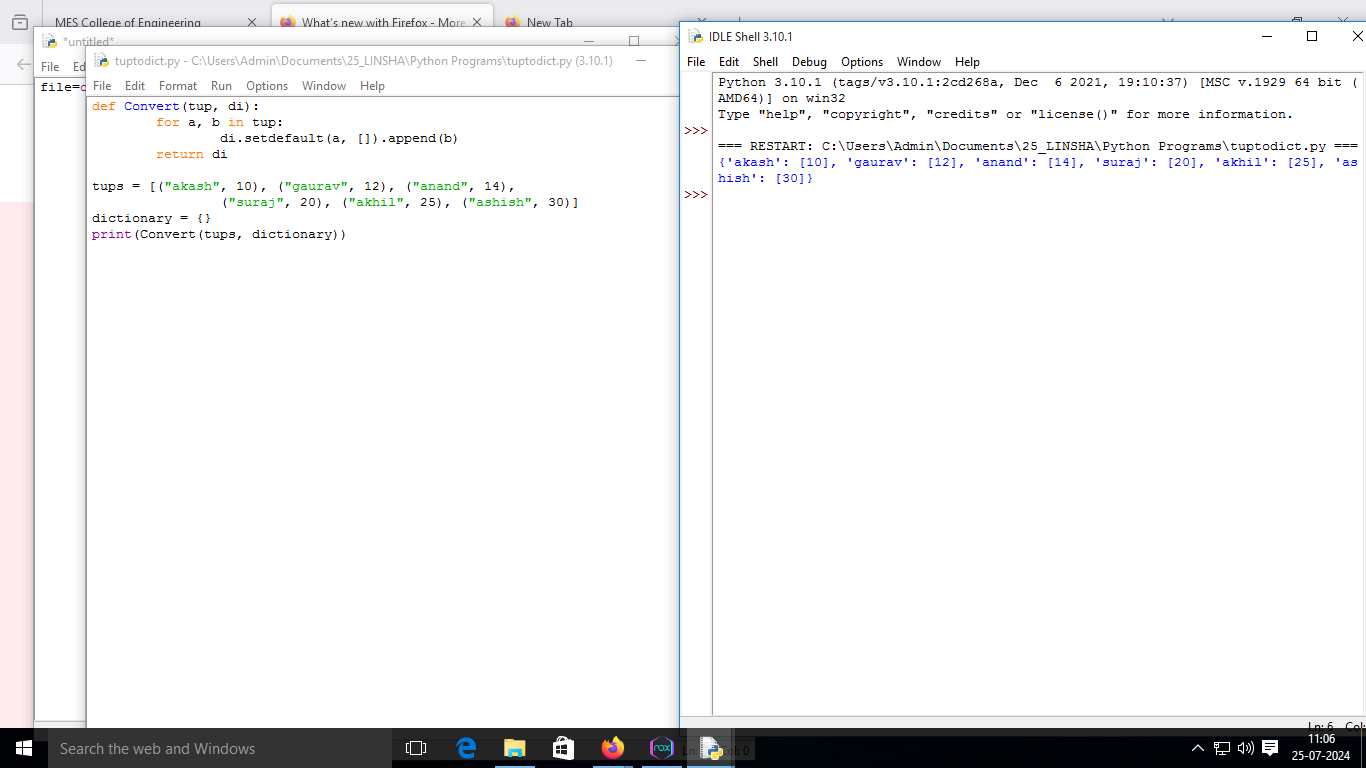 MES College of Engineering
What's new with Firefox - More
New Tab
*untitled*
File
file=
tuptodict.py - C:\Users\Admin\Documents\25_LINSHA\Python Programs\tuptodict.py (3.10.1)
File Edit Format Run Options Window Help
def Convert(tup, di):
        for a, b in tup:
                di.setdefault(a, []).append(b)
        return di

tups = [("akash", 10), ("gaurav", 12), ("anand", 14),
                ("suraj", 20), ("akhil", 25), ("ashish", 30)]
dictionary = {}
print(Convert(tups, dictionary))
IDLE Shell 3.10.1
File Edit Shell Debug Options Window Help
Python 3.10.1 (tags/v3.10.1:2cd268a, Dec  6 2021, 19:10:37) [MSC v.1929 64 bit (
AMD64)] on win32
Type "help", "copyright", "credits" or "license()" for more information.
>>>
=== RESTART: C:\Users\Admin\Documents\25_LINSHA\Python Programs\tuptodict.py ===
{'akash': [10], 'gaurav': [12], 'anand': [14], 'suraj': [20], 'akhil': [25], 'as
hish': [30]}
>>>
Ln: 6 Col:
Search the web and Windows
nox
11:06
25-07-2024